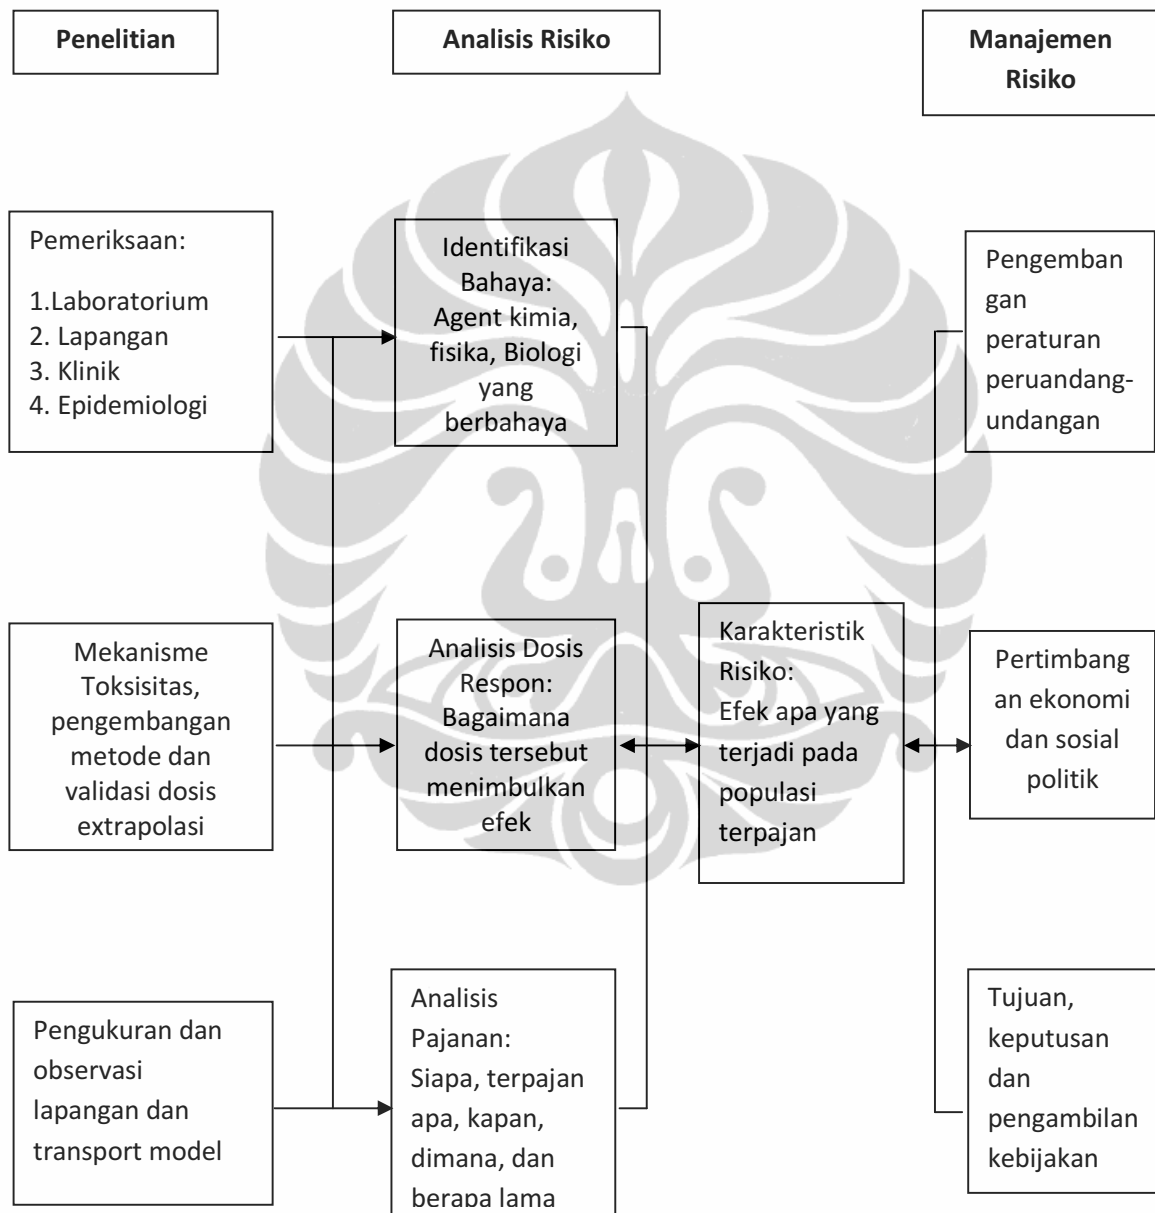 Penelitian
Analisis Risiko
Manajemen
Risiko
Pemeriksaan:
1.Laboratorium
2. Lapangan
3. Klinik
4. Epidemiologi
Identifikasi
Bahaya:
Agent kimia,
fisika, Biologi
yang
berbahaya
Pengemban
gan
peraturan
peruandang-
undangan
Mekanisme
Toksisitas,
pengembangan
metode dan
validasi dosis
extrapolasi
Analisis Dosis
Respon:
Bagaimana
dosis tersebut
menimbulkan
efek
Karakteristik
Risiko:
Efek apa yang
terjadi pada
populasi
terpajan
Pertimbang
an ekonomi
dan sosial
politik
Pengukuran dan
observasi
lapangan dan
transport model
Analisis
Pajanan:
Siapa, terpajan
apa, kapan,
dimana, dan
berapa lama
Tujuan,
keputusan
dan
pengambilan
kebijakan